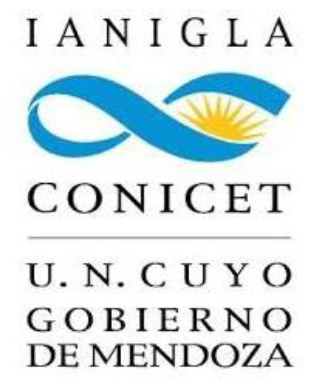 IANIGLA
CONICET
U. N. CUYO
GOBIERNO
DE MENDOZA